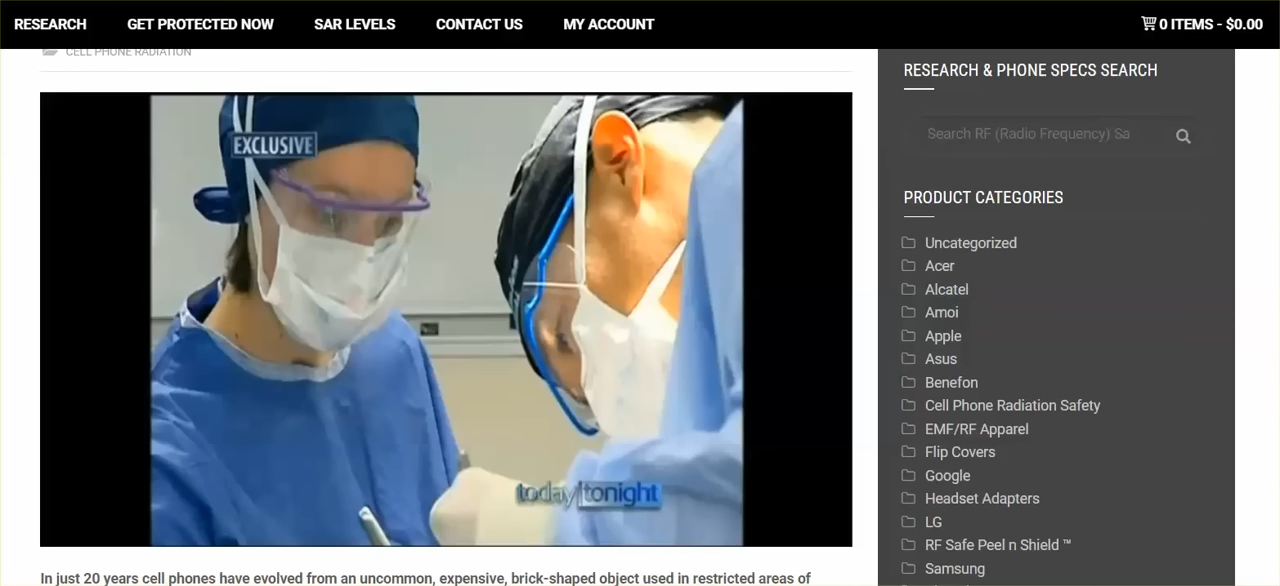 RESEARCH GET PROTECTED NOW SAR LEVELS CONTACT US MY ACCOUNT 0 ITEMS - $0.00
CELL PHONE RADIATION
EXCLUSIVE
today tonight
In just 20 years cell phones have evolved from an uncommon, expensive, brick-shaped object used in restricted areas of
RESEARCH & PHONE SPECS SEARCH
Search RF (Radio Frequency) Sa
PRODUCT CATEGORIES
Uncategorized
Acer
Alcatel
Amoi
Apple
Asus
Benefon
Cell Phone Radiation Safety
EMF/RF Apparel
Flip Covers
Google
Headset Adapters
LG
RF Safe Peel n Shield ™
Samsung